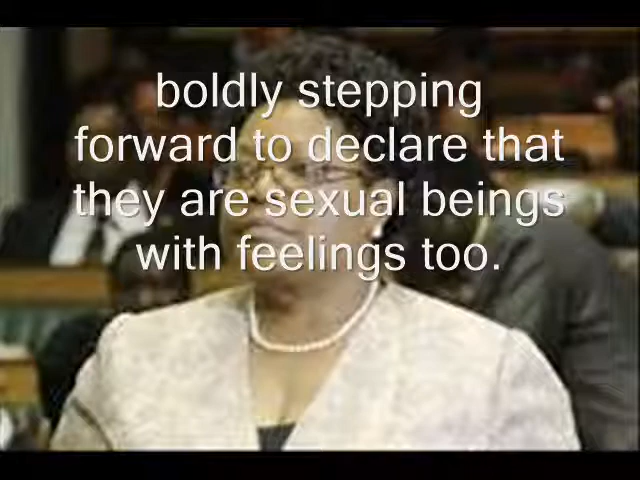 boldly stepping
forward to declare that
they are sexual beings
with feelings too.